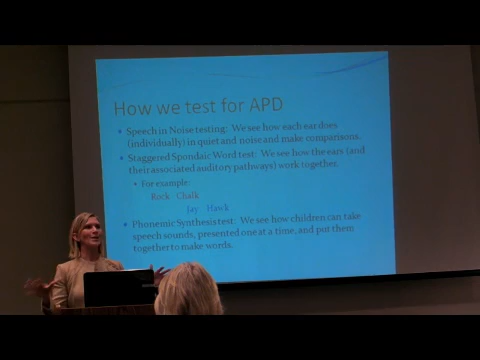 How we test for APD
Speech in Noise testing: We see how each ear does
(individually) in quiet and noise and make comparisons.
Staggered Spondaic Word test: We see how the ears (and
their associated auditory pathways) work together.
For example:
Rock Chalk
Jay Hawk
Phonemic Synthesis test: We see how children can take
speech sounds, presented one at a time, and put them
together to make words.